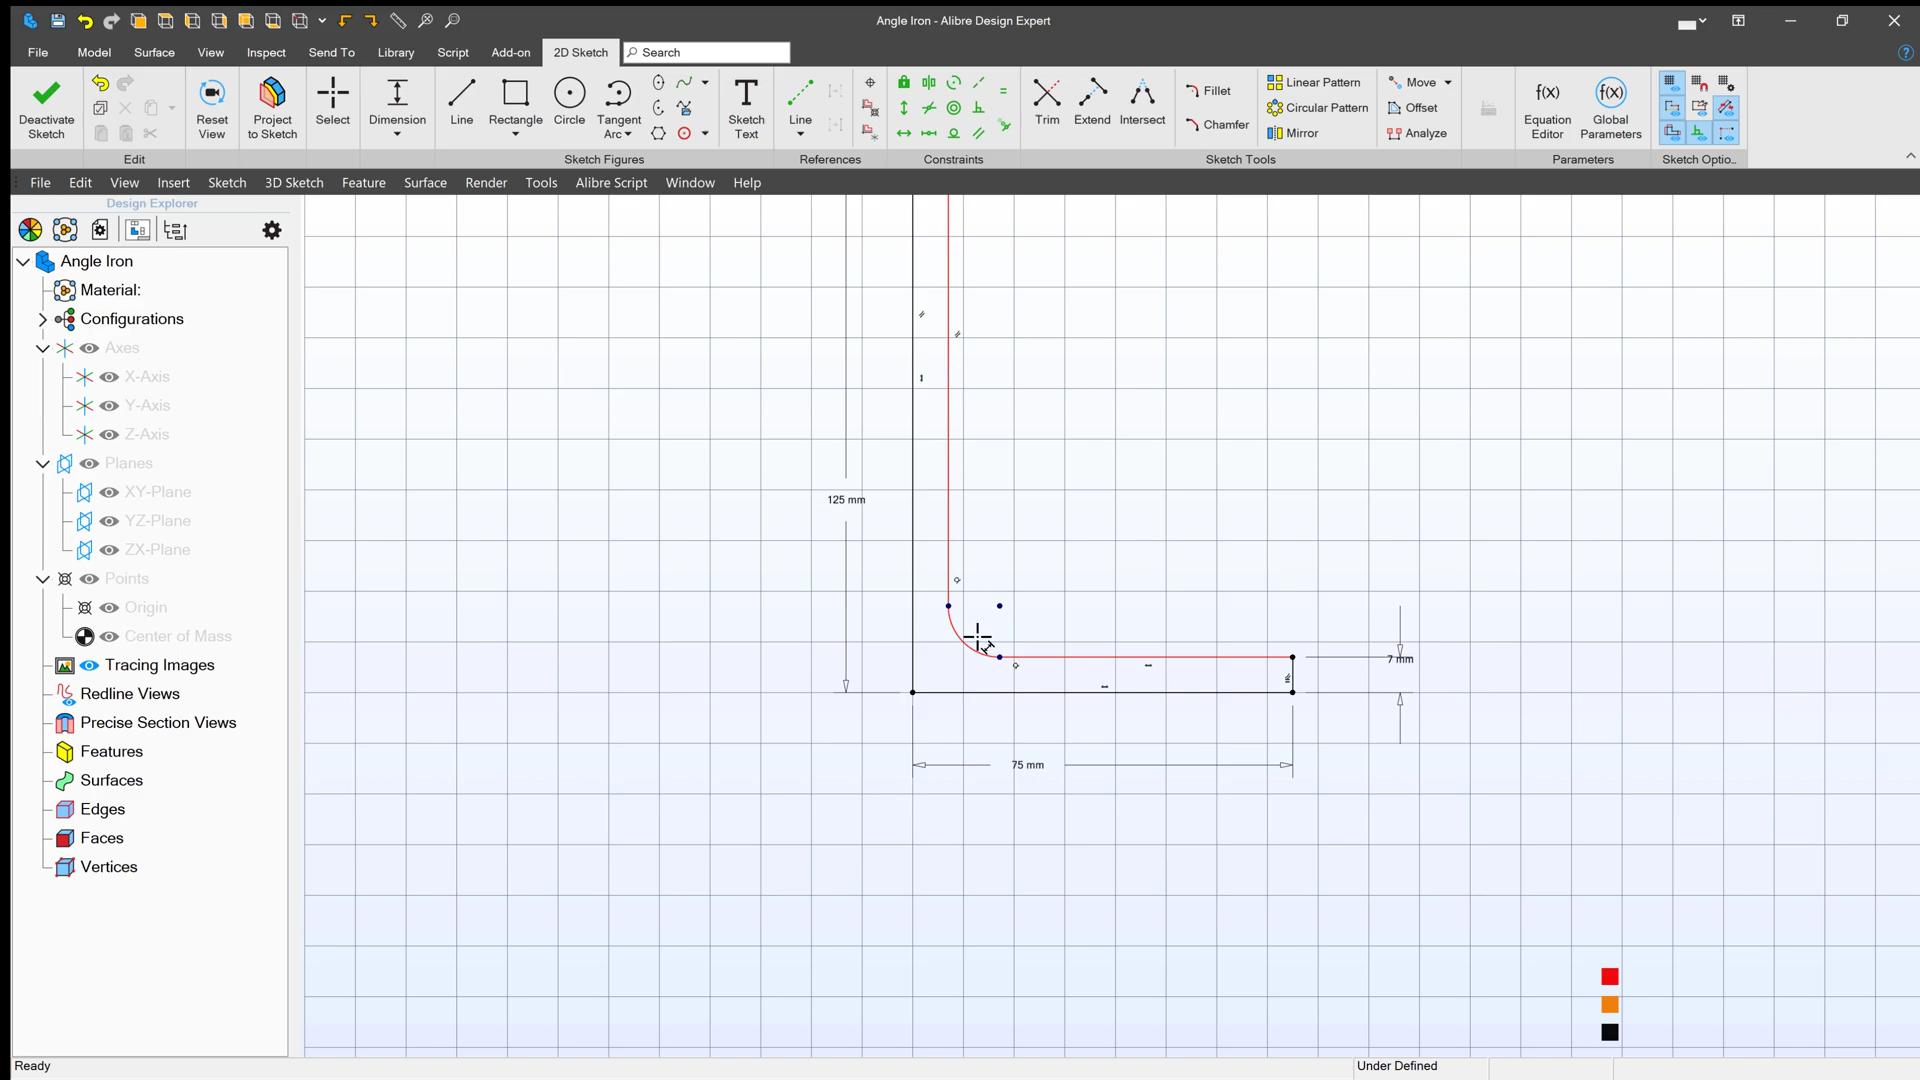 Angle Iron - Alibre Design Expert
File Model Surface View Inspect Send To Library Script Add-on 2D Sketch Search
Deactivate Sketch
Edit
Reset View
Project to Sketch
Select
Dimension
Line
Rectangle
Circle
Tangent Arc
Sketch Figures
Sketch Text
Line
References
Constraints
Trim
Extend
Intersect
Fillet
Chamfer
Linear Pattern
Circular Pattern
Mirror
Sketch Tools
Move
Offset
Analyze
f(x)
Equation Editor
f(x)
Global Parameters
Parameters
Sketch Optio...
File Edit View Insert Sketch 3D Sketch Feature Surface Render Tools Alibre Script Window Help
Design Explorer
Angle Iron
Material:
Configurations
Axes
X-Axis
Y-Axis
Z-Axis
Planes
XY-Plane
YZ-Plane
ZX-Plane
Points
Origin
Center of Mass
Tracing Images
Redline Views
Precise Section Views
Features
Surfaces
Edges
Faces
Vertices
125 mm
7 mm
75 mm
Ready
Under Defined